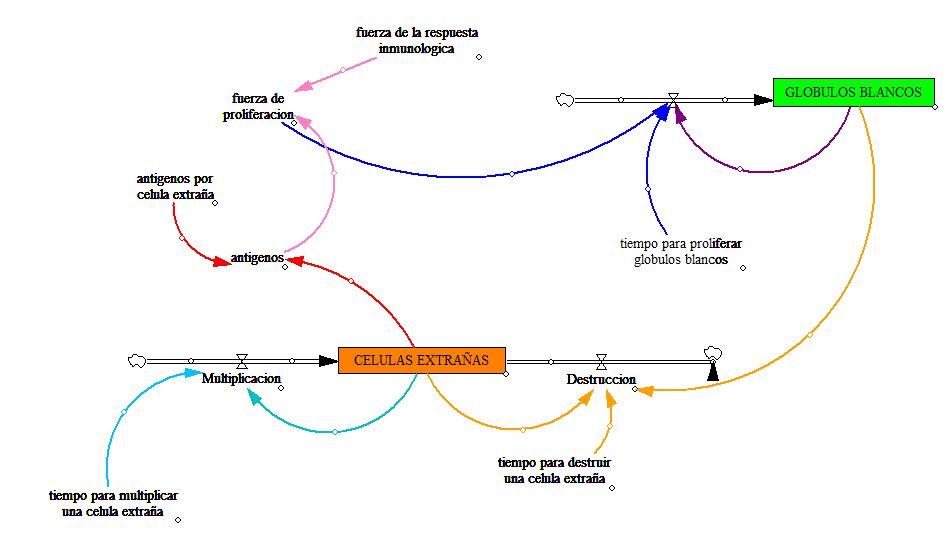 fuerza de la respuesta
inmunologica
fuerza de
proliferacion
GLOBULOS BLANCOS
antigenos por
celula extraña
tiempo para proliferar
globulos blancos
antigenos
CELULAS EXTRAÑAS
Multiplicacion
Destruccion
tiempo para destruir
una celula extraña
tiempo para multiplicar
una celula extraña